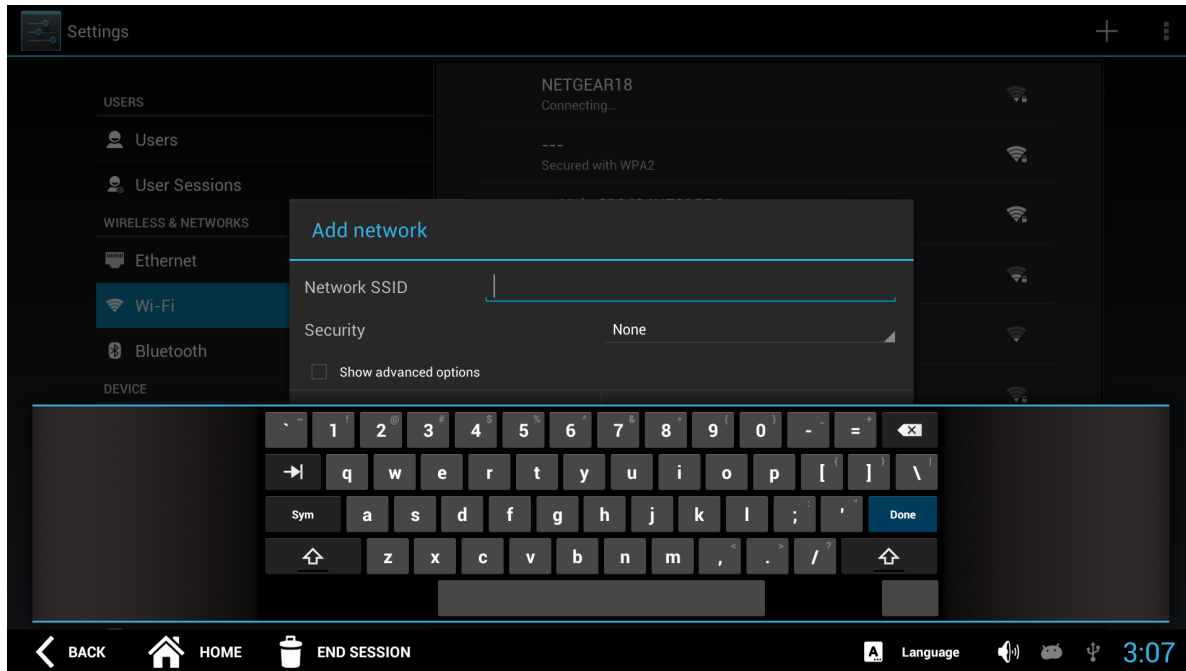 Settings
USERS
Users
User Sessions
WIRELESS & NETWORKS
Ethernet
Wi-Fi
Bluetooth
DEVICE
NETGEAR18
Connecting...
---
Secured with WPA2
Add network
Network SSID
Security None
Show advanced options
` ~ 1 ! 2 @ 3 # 4 $ 5 % 6 ^ 7 & 8 * 9 ( 0 ) - _ = +
q w e r t y u i o p [ { ] } \ |
Sym a s d f g h j k l ; : ' " Done
z x c v b n m , < . > / ?
BACK HOME END SESSION A Language 3:07